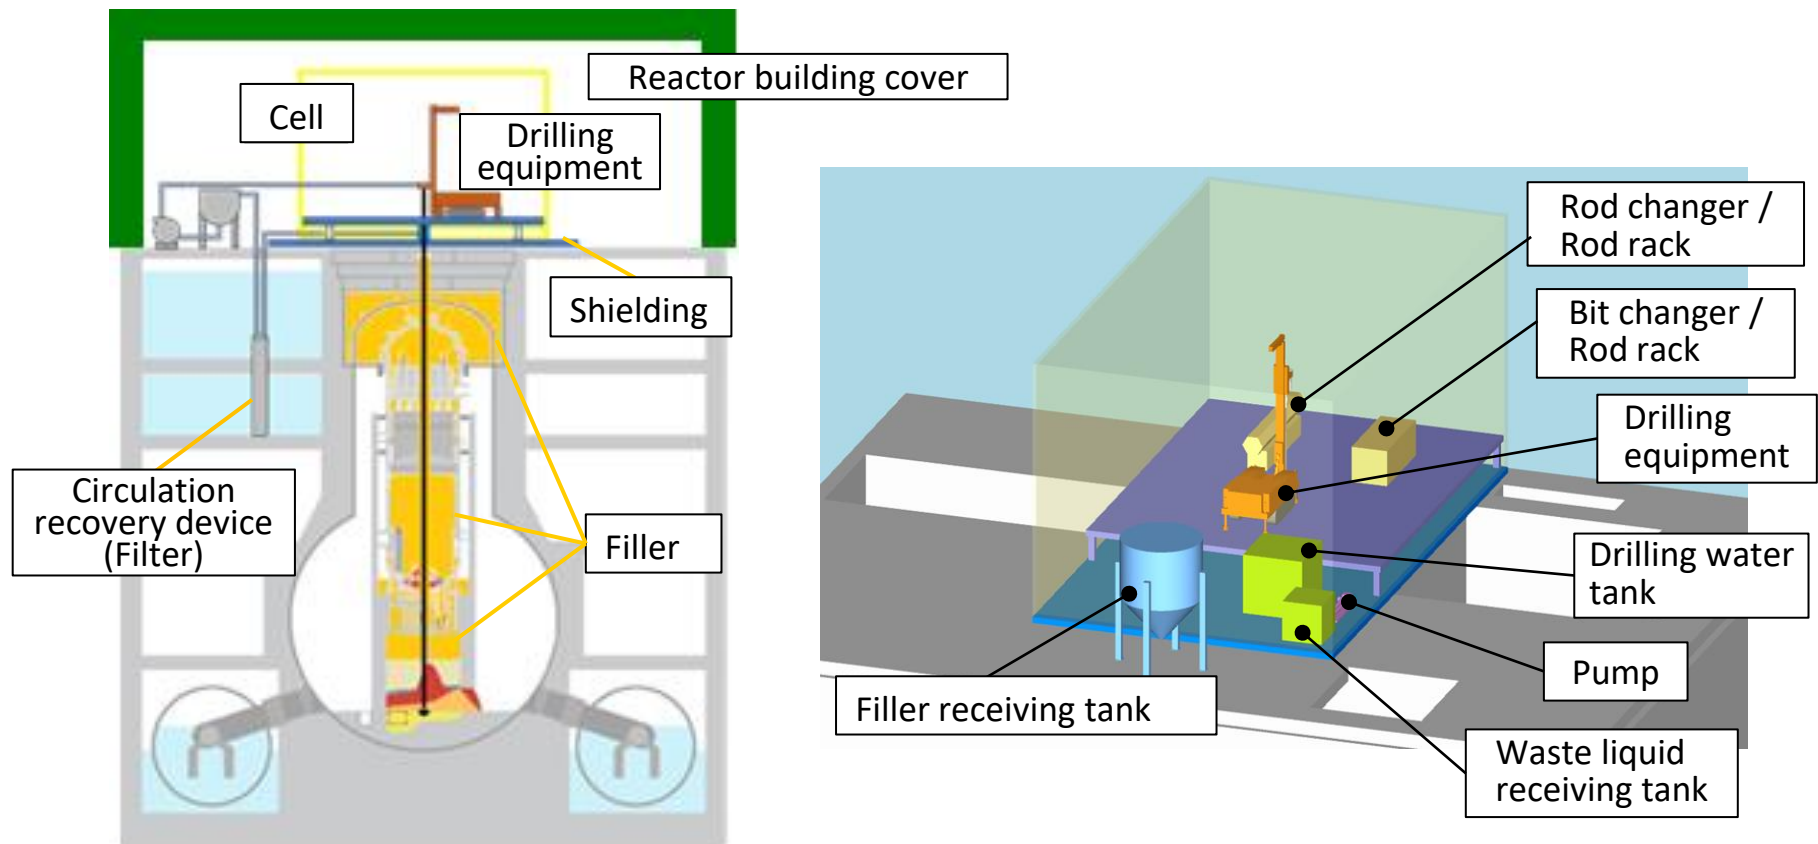 Reactor building cover
Cell
Drilling
equipment
Shielding
Circulation
recovery device
(Filter)
Filler
Rod changer /
Rod rack
Bit changer /
Rod rack
Drilling
equipment
Drilling water
tank
Pump
Filler receiving tank
Waste liquid
receiving tank